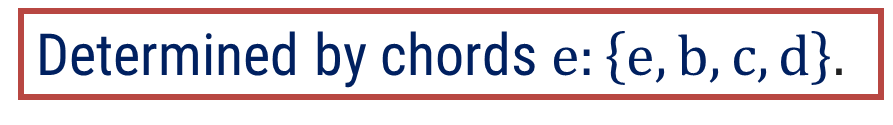 Determined by chords e: {e, b, c, d}.